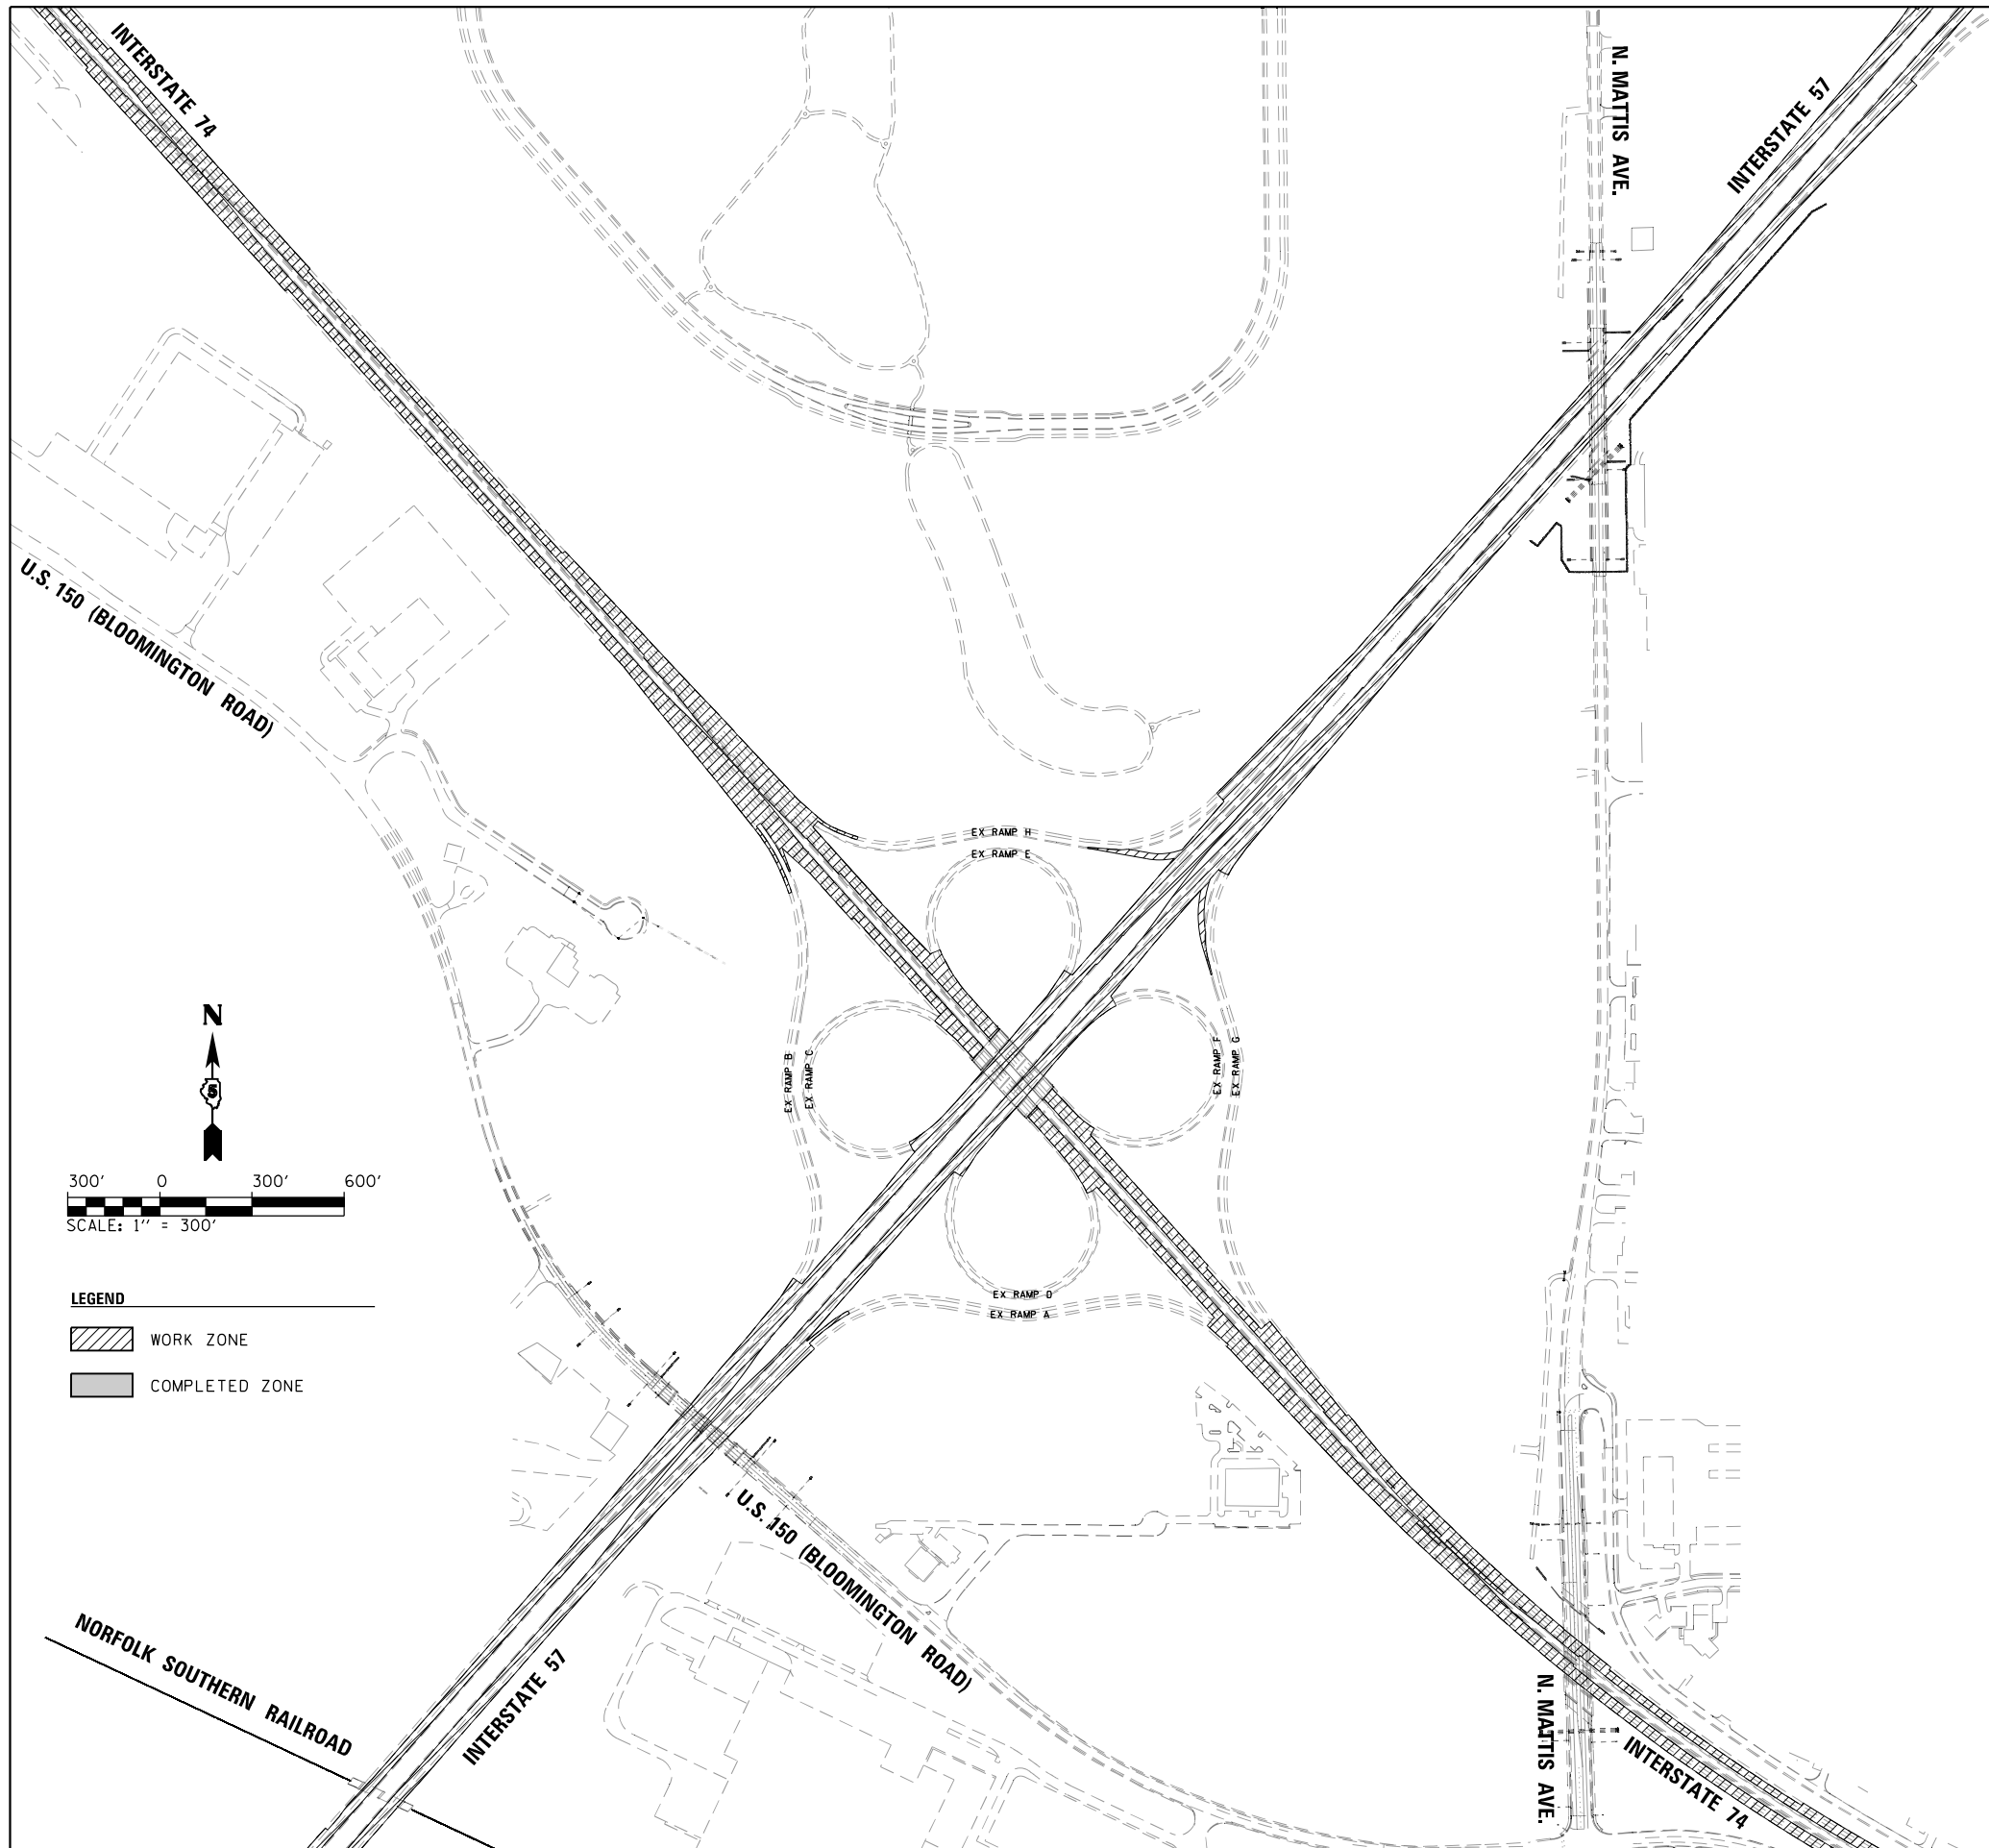 INTERSTATE 74
N. MATTIS AVE.
INTERSTATE 57
U.S. 150 (BLOOMINGTON ROAD)
EX RAMP H
EX RAMP E
EX RAMP B
EX RAMP C
EX RAMP F
EX RAMP G
EX RAMP D
EX RAMP A
N
5
300' 0 300' 600'
SCALE: 1" = 300'
LEGEND
WORK ZONE
COMPLETED ZONE
U.S. 150 (BLOOMINGTON ROAD)
NORFOLK SOUTHERN RAILROAD
INTERSTATE 57
N. MATTIS AVE.
INTERSTATE 74